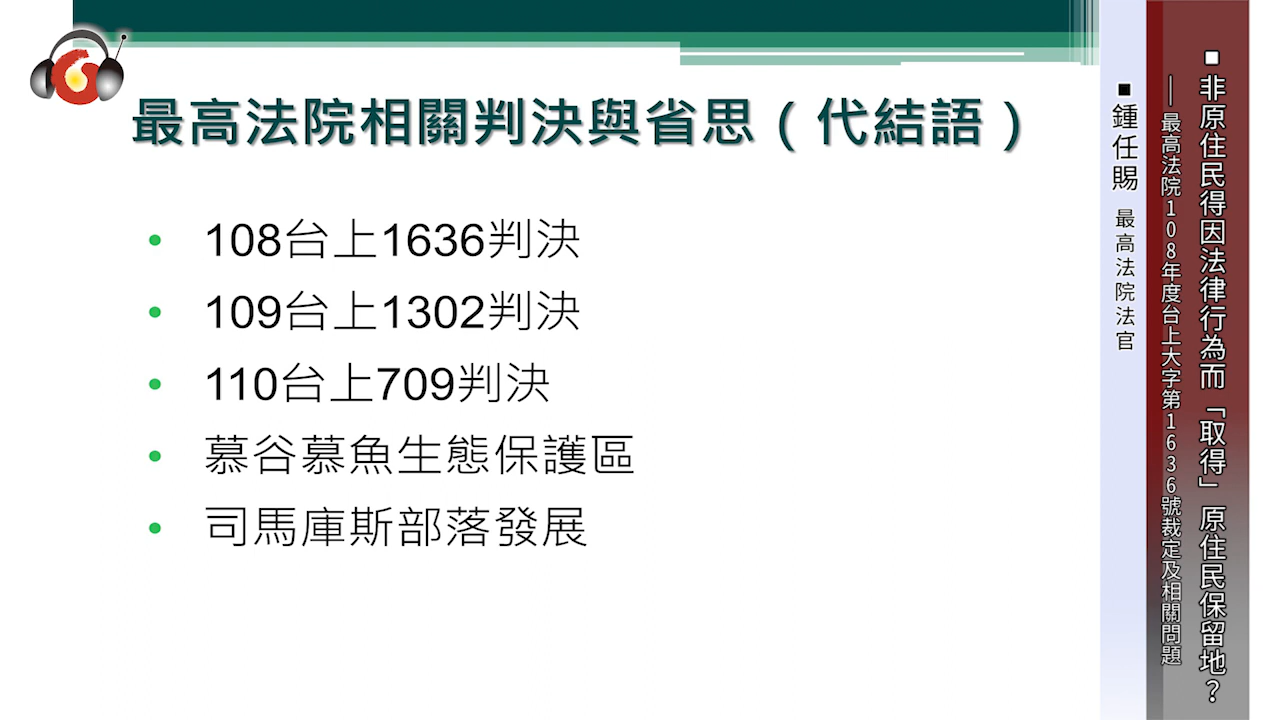 最高法院相關判決與省思（代結語）
• 108台上1636判決
• 109台上1302判決
• 110台上709判決
• 慕谷慕魚生態保護區
• 司馬庫斯部落發展
■非原住民得因法律行為而「取得」原住民保留地？
—最高法院108年度台上大字第1636號裁定及相關問題
■鍾任賜 最高法院法官